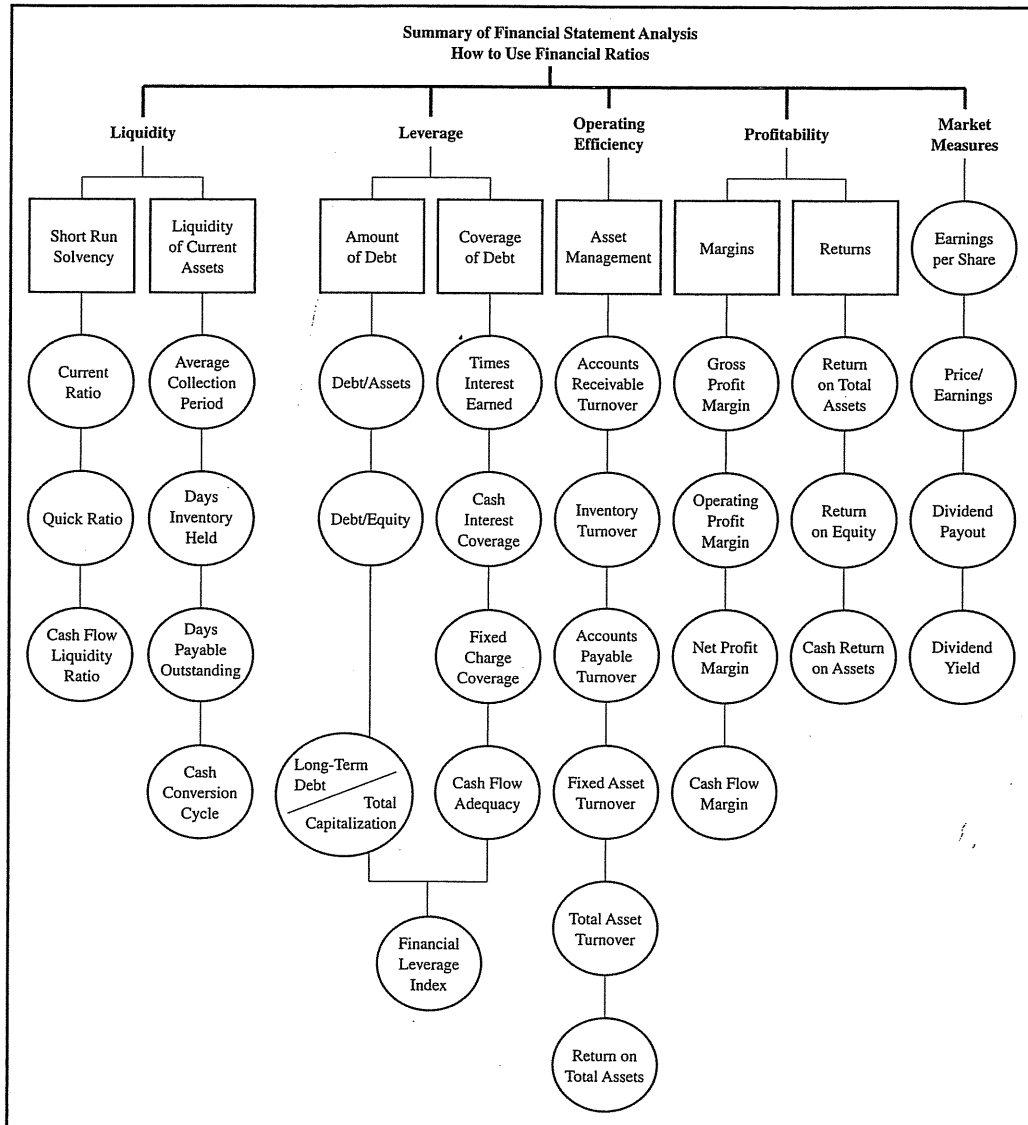 Summary of Financial Statement Analysis
How to Use Financial Ratios
Liquidity
Leverage
Operating
Efficiency
Profitability
Market
Measures
Short Run
Solvency
Liquidity
of Current
Assets
Amount
of Debt
Coverage
of Debt
Asset
Management
Margins
Returns
Earnings
per Share
Current
Ratio
Average
Collection
Period
Debt/Assets
Times
Interest
Earned
Accounts
Receivable
Turnover
Gross
Profit
Margin
Return
on Total
Assets
Price/
Earnings
Quick Ratio
Days
Inventory
Held
Debt/Equity
Cash
Interest
Coverage
Inventory
Turnover
Operating
Profit
Margin
Return
on Equity
Dividend
Payout
Cash Flow
Liquidity
Ratio
Days
Payable
Outstanding
Fixed
Charge
Coverage
Accounts
Payable
Turnover
Net Profit
Margin
Cash Return
on Assets
Dividend
Yield
Cash
Conversion
Cycle
Long-Term
Debt
Total
Capitalization
Cash Flow
Adequacy
Fixed Asset
Turnover
Cash Flow
Margin
Financial
Leverage
Index
Total Asset
Turnover
Return on
Total Assets